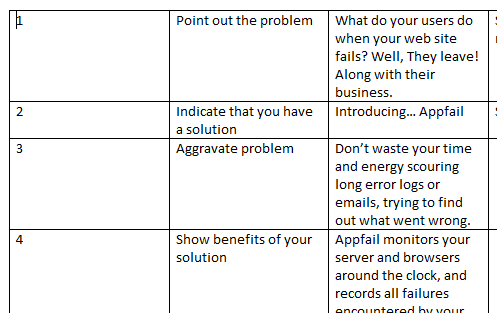 1
Point out the problem
What do your users do
when your web site
fails? Well, They leave!
Along with their
business.
2
Indicate that you have
a solution
Introducing... Appfail
3
Aggravate problem
Don’t waste your time
and energy scouring
long error logs or
emails, trying to find
out what went wrong.
4
Show benefits of your
solution
Appfail monitors your
server and browsers
around the clock, and
records all failures
encountered by your